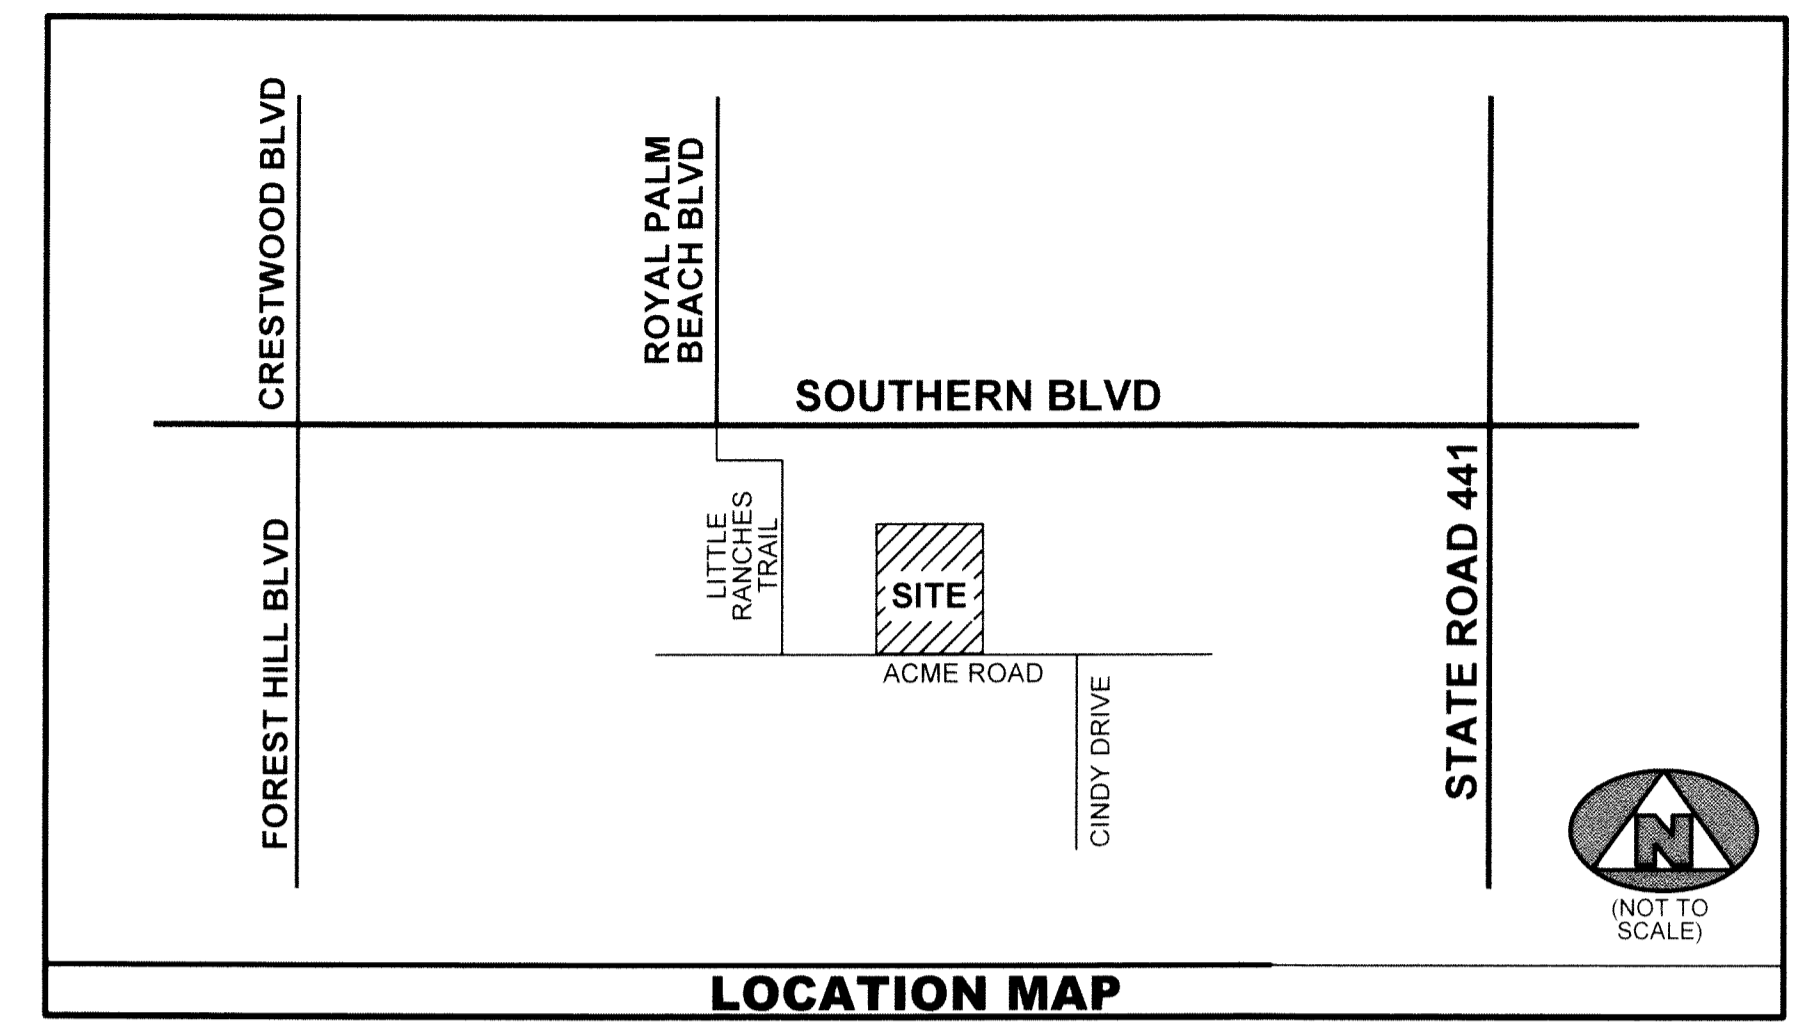 CRESTWOOD BLVD
ROYAL PALM
BEACH BLVD
SOUTHERN BLVD
FOREST HILL BLVD
LITTLE
RANCHES
TRAIL
SITE
ACME ROAD
CINDY DRIVE
STATE ROAD 441
N
(NOT TO
SCALE)
LOCATION MAP